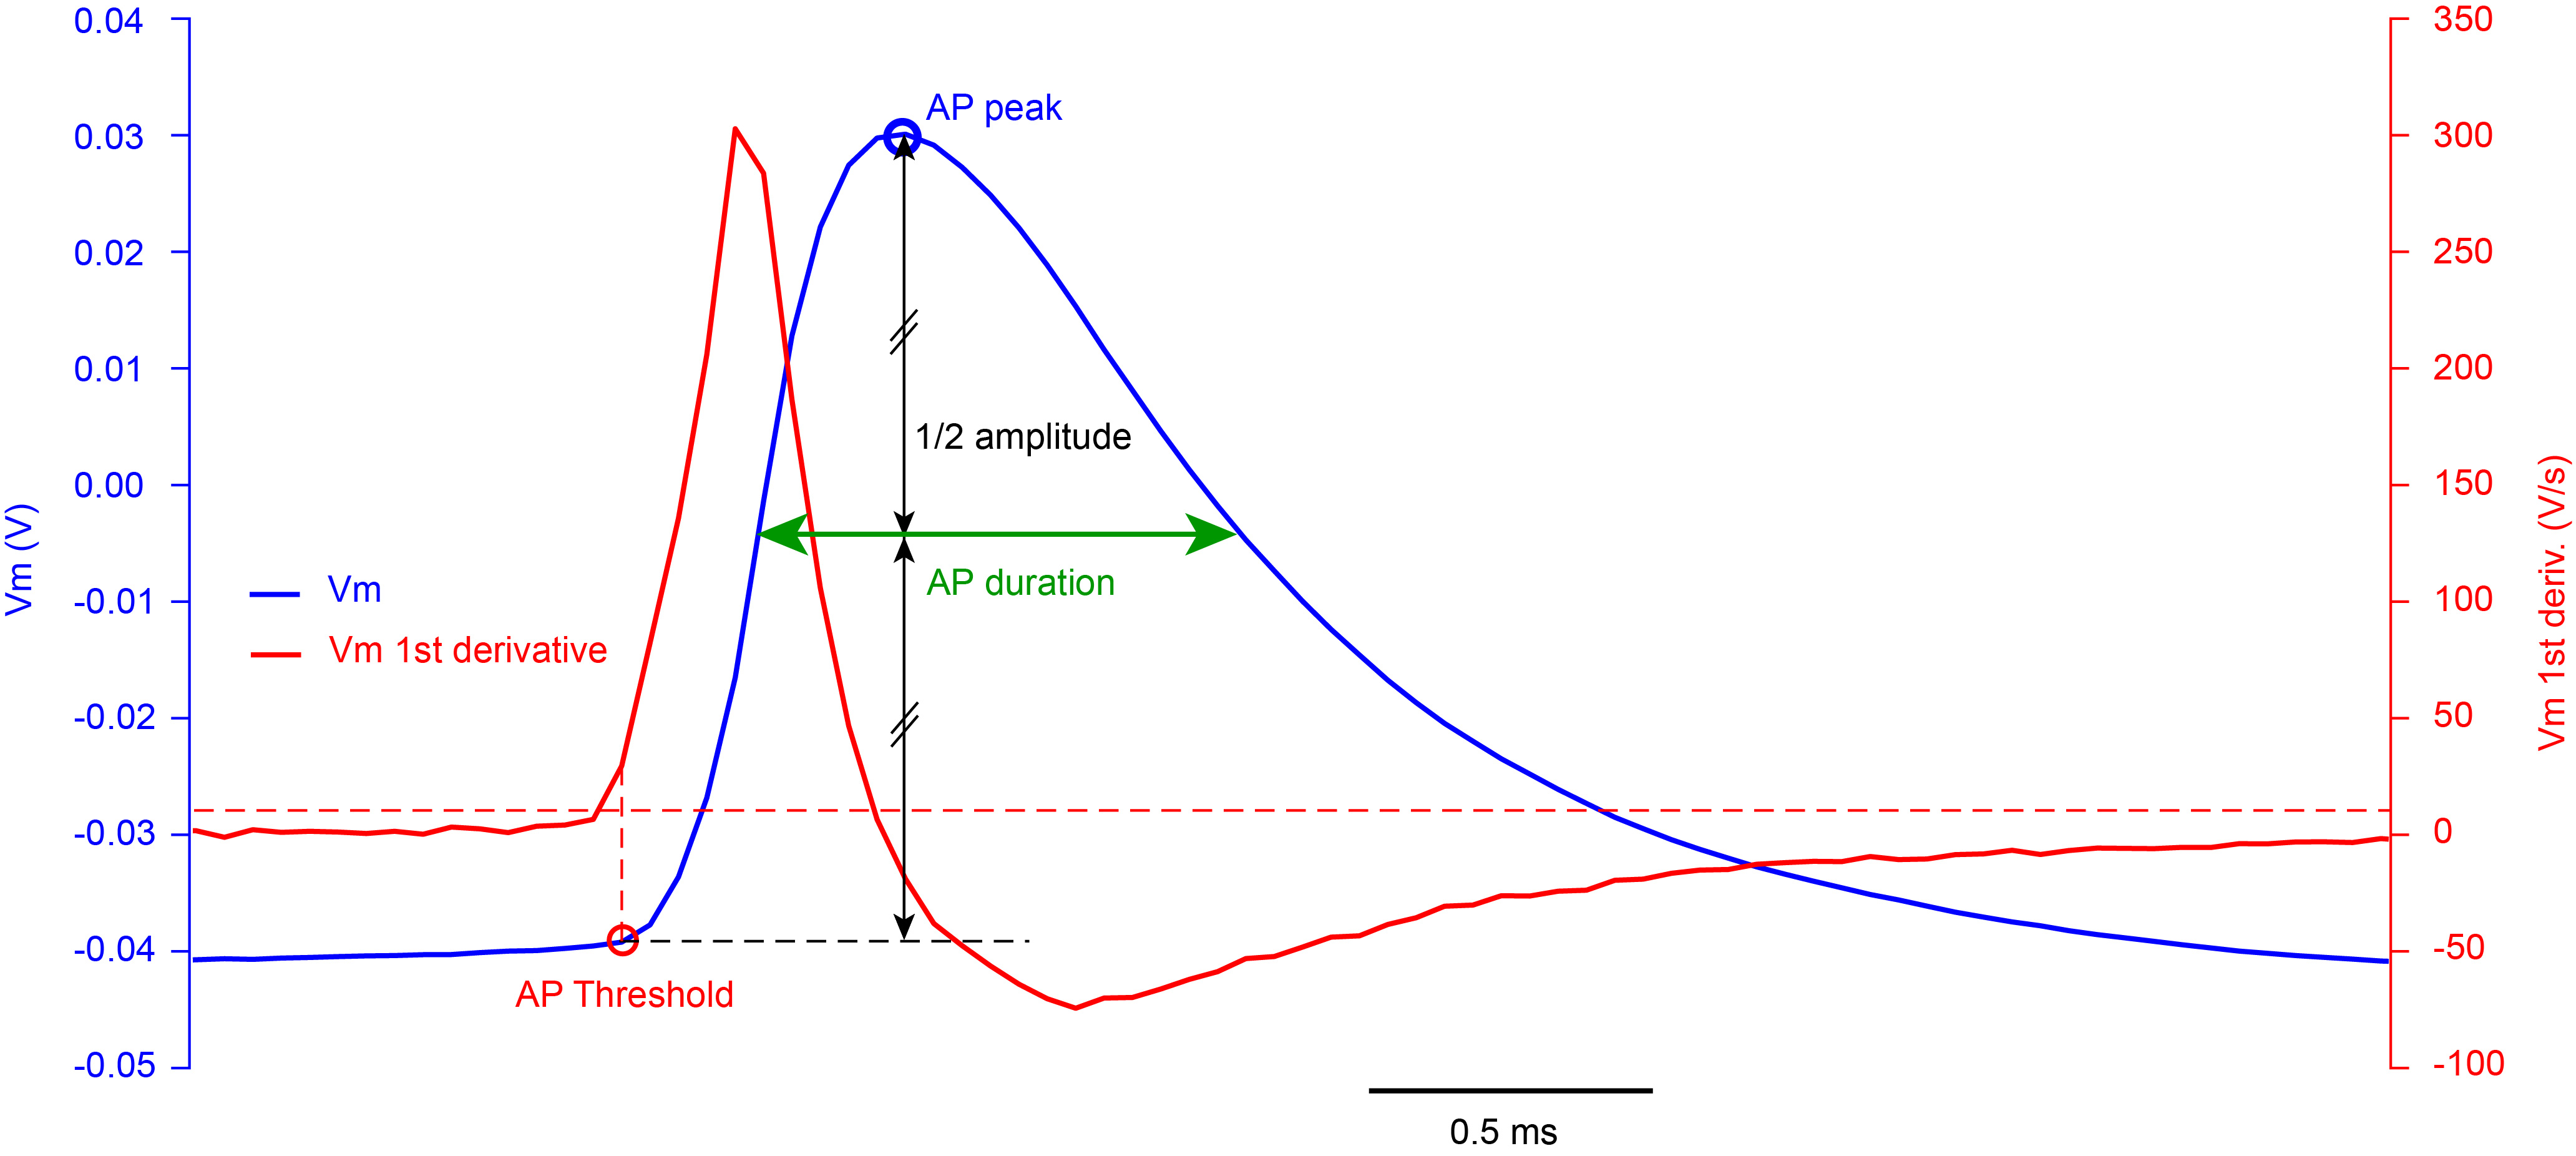 0.04
0.03
0.02
0.01
0.00
-0.01
-0.02
-0.03
-0.04
-0.05
Vm (V)
AP peak
1/2 amplitude
AP duration
Vm
Vm 1st derivative
AP Threshold
0.5 ms
350
300
250
200
150
100
50
0
-50
-100
Vm 1st deriv. (V/s)